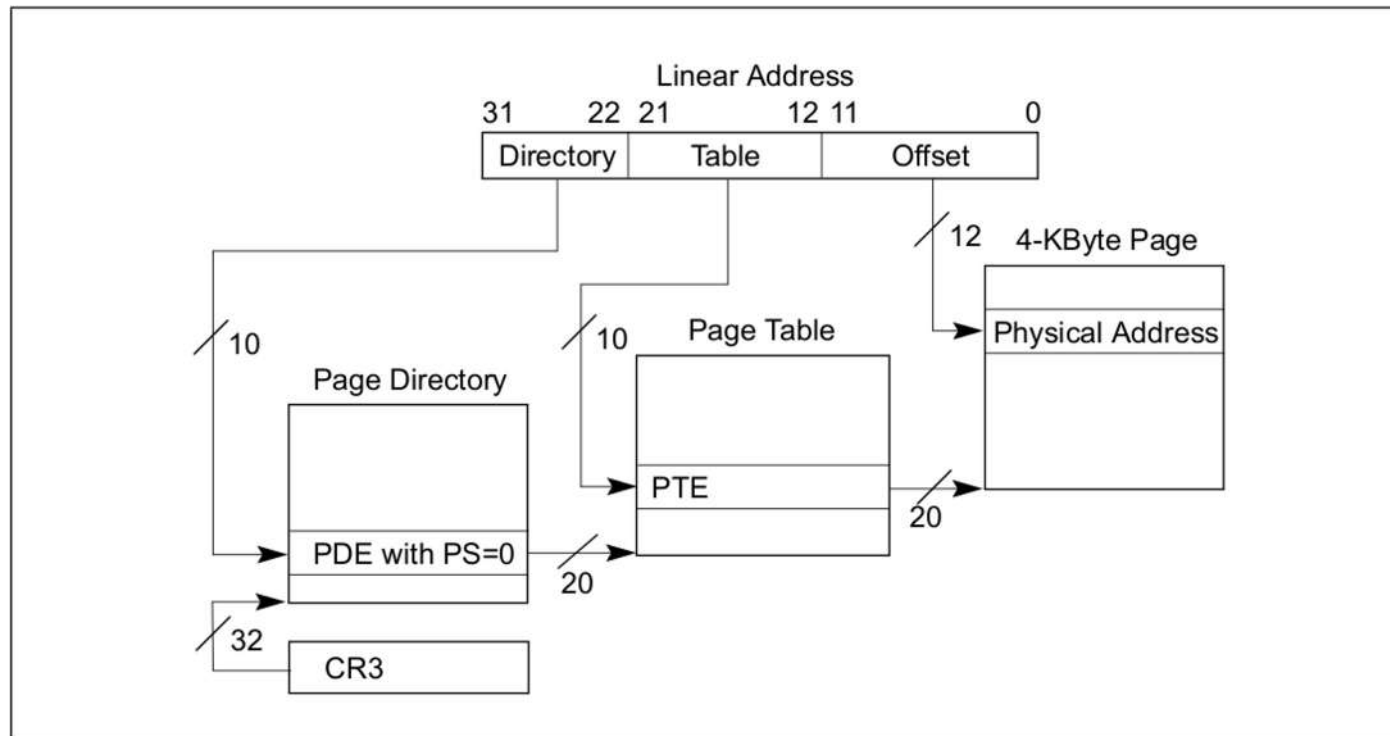 Linear Address
31 22 21 12 11 0
Directory Table Offset
12
4-KByte Page
10
10
Page Table
Physical Address
Page Directory
PTE
20
PDE with PS=0
20
32
CR3